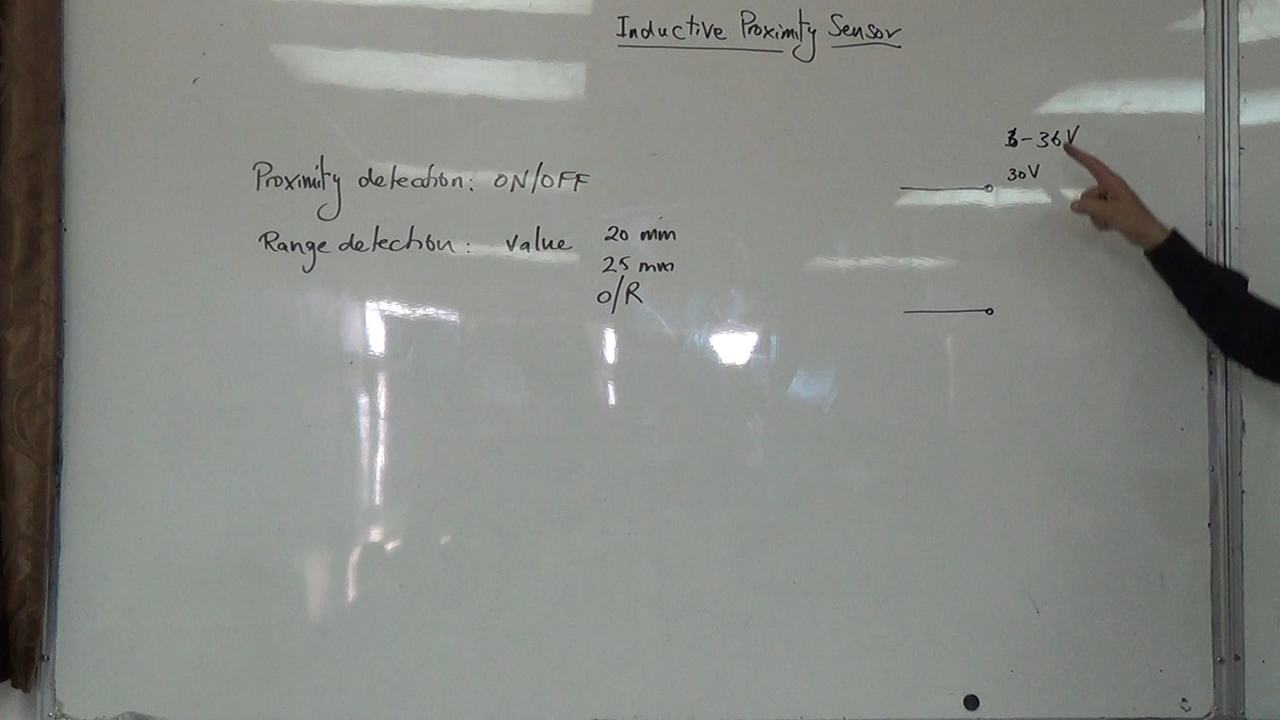 Inductive Proximity Sensor
Proximity detection: ON/OFF
Range detection: value 20 mm
25 mm
O/R
-36V
30V